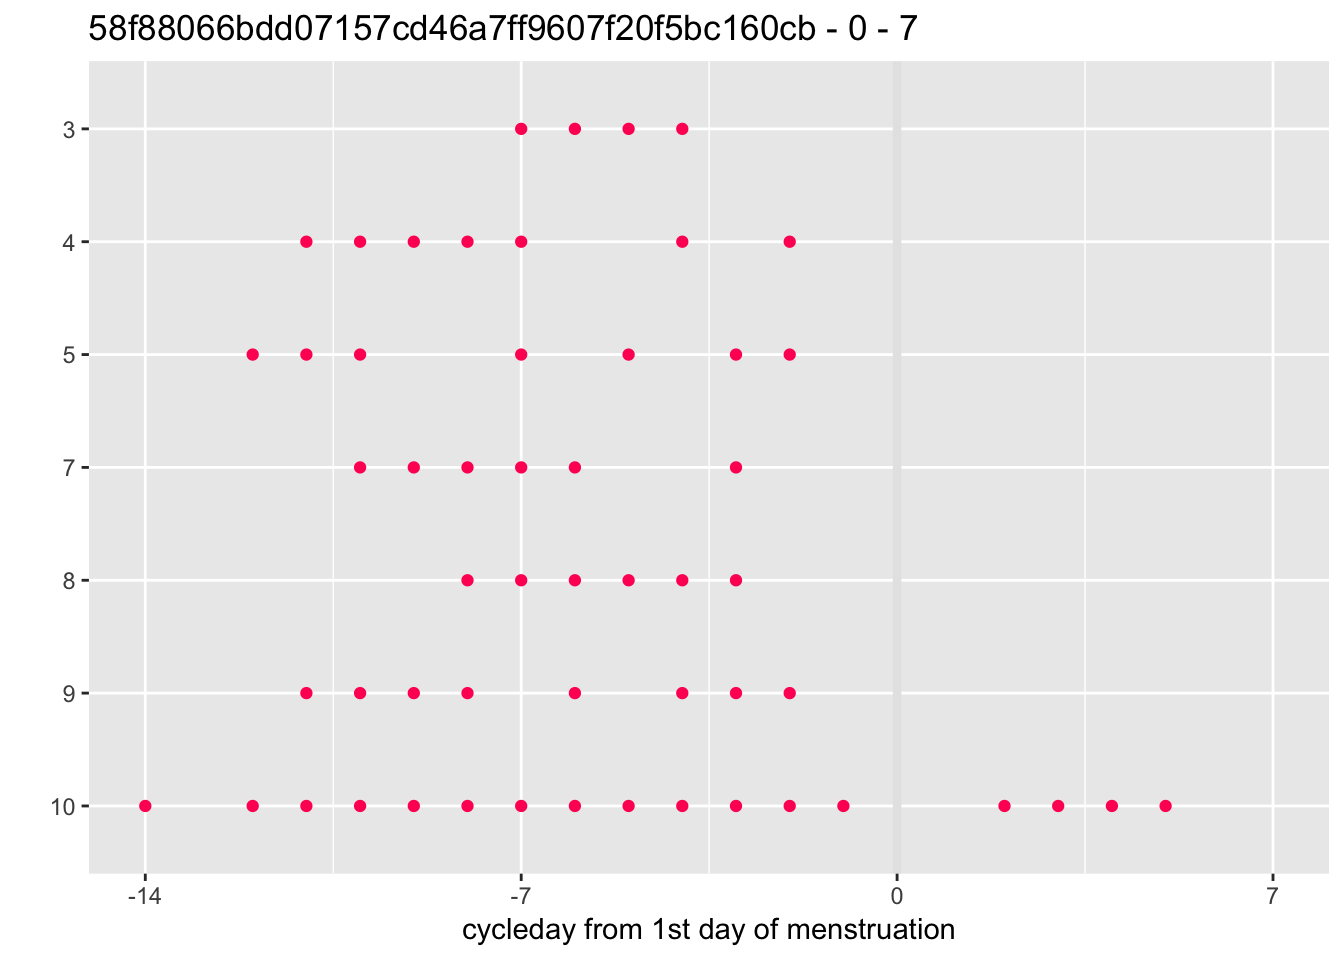 58f88066bdd07157cd46a7ff9607f20f5bc160cb - 0 - 7
3
4
5
7
8
9
10
-14 -7 0 7
cycleday from 1st day of menstruation